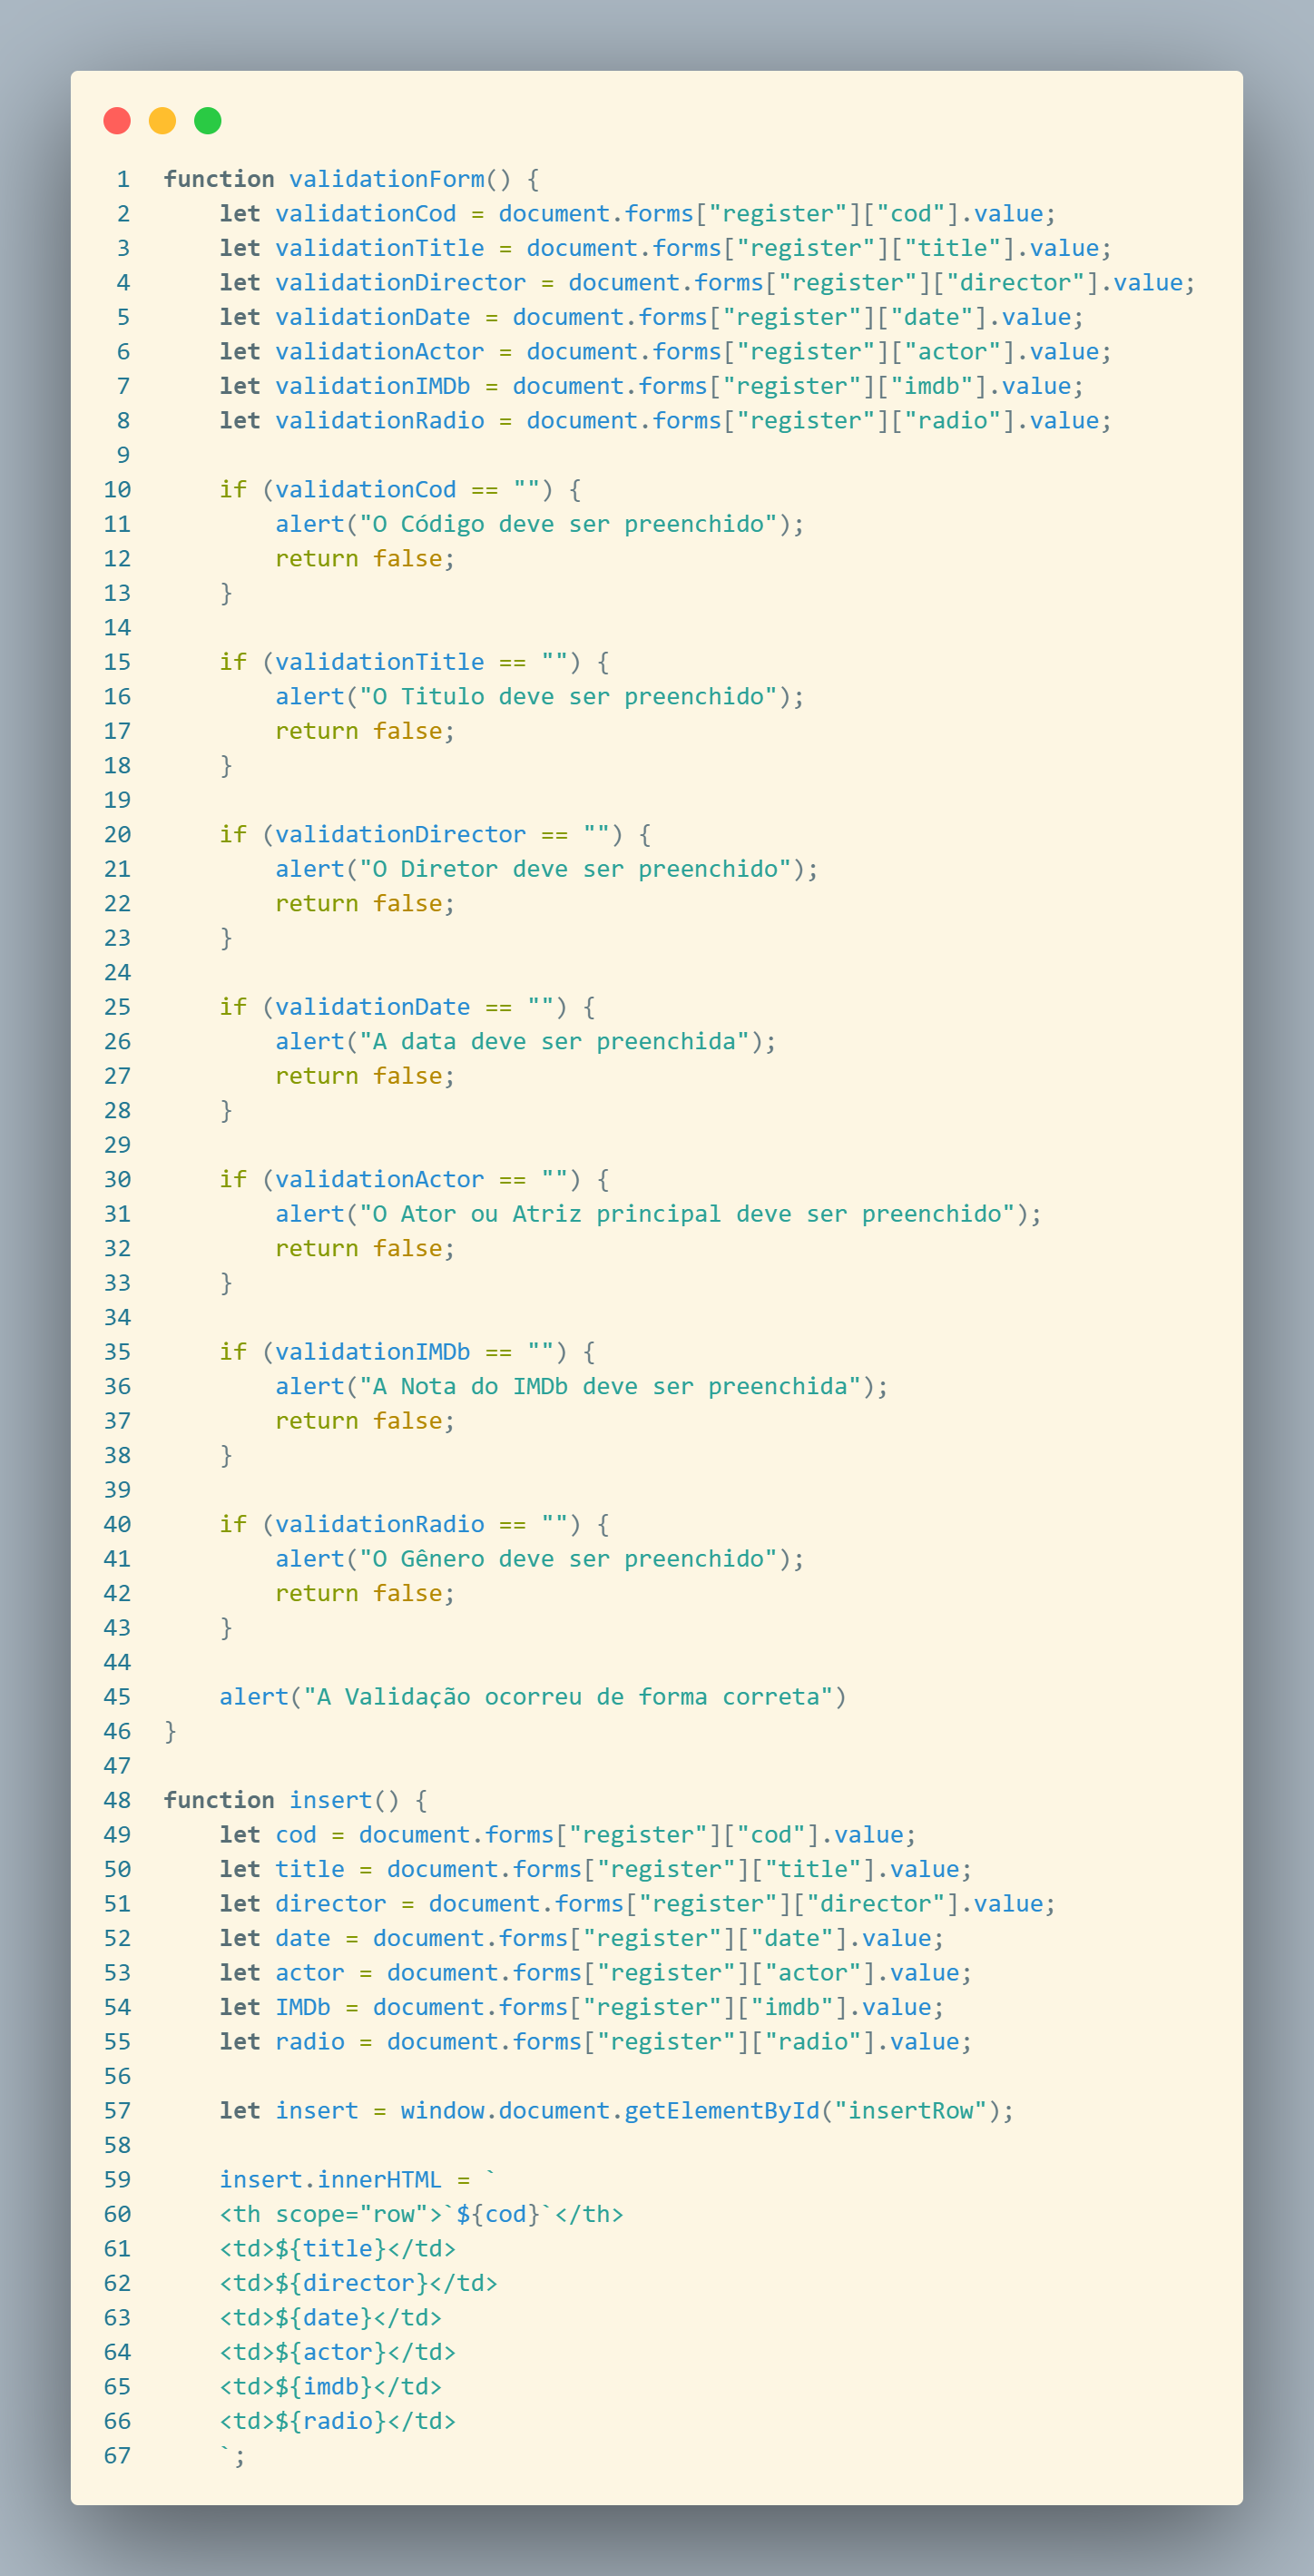 1 function validationForm() {
2     let validationCod = document.forms["register"]["cod"].value;
3     let validationTitle = document.forms["register"]["title"].value;
4     let validationDirector = document.forms["register"]["director"].value;
5     let validationDate = document.forms["register"]["date"].value;
6     let validationActor = document.forms["register"]["actor"].value;
7     let validationIMDb = document.forms["register"]["imdb"].value;
8     let validationRadio = document.forms["register"]["radio"].value;
9
10     if (validationCod == "") {
11         alert("O Código deve ser preenchido");
12         return false;
13     }
14
15     if (validationTitle == "") {
16         alert("O Titulo deve ser preenchido");
17         return false;
18     }
19
20     if (validationDirector == "") {
21         alert("O Diretor deve ser preenchido");
22         return false;
23     }
24
25     if (validationDate == "") {
26         alert("A data deve ser preenchida");
27         return false;
28     }
29
30     if (validationActor == "") {
31         alert("O Ator ou Atriz principal deve ser preenchido");
32         return false;
33     }
34
35     if (validationIMDb == "") {
36         alert("A Nota do IMDb deve ser preenchida");
37         return false;
38     }
39
40     if (validationRadio == "") {
41         alert("O Gênero deve ser preenchido");
42         return false;
43     }
44
45     alert("A Validação ocorreu de forma correta")
46 }
47
48 function insert() {
49     let cod = document.forms["register"]["cod"].value;
50     let title = document.forms["register"]["title"].value;
51     let director = document.forms["register"]["director"].value;
52     let date = document.forms["register"]["date"].value;
53     let actor = document.forms["register"]["actor"].value;
54     let IMDb = document.forms["register"]["imdb"].value;
55     let radio = document.forms["register"]["radio"].value;
56
57     let insert = window.document.getElementById("insertRow");
58
59     insert.innerHTML = `
60     <th scope="row">`${cod}`</th>
61     <td>${title}</td>
62     <td>${director}</td>
63     <td>${date}</td>
64     <td>${actor}</td>
65     <td>${imdb}</td>
66     <td>${radio}</td>
67     `;